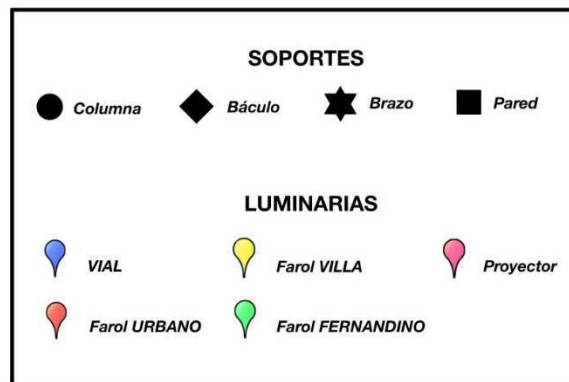 SOPORTES
Columna Báculo Brazo Pared
LUMINARIAS
VIAL Farol VILLA Proyector
Farol URBANO Farol FERNANDINO